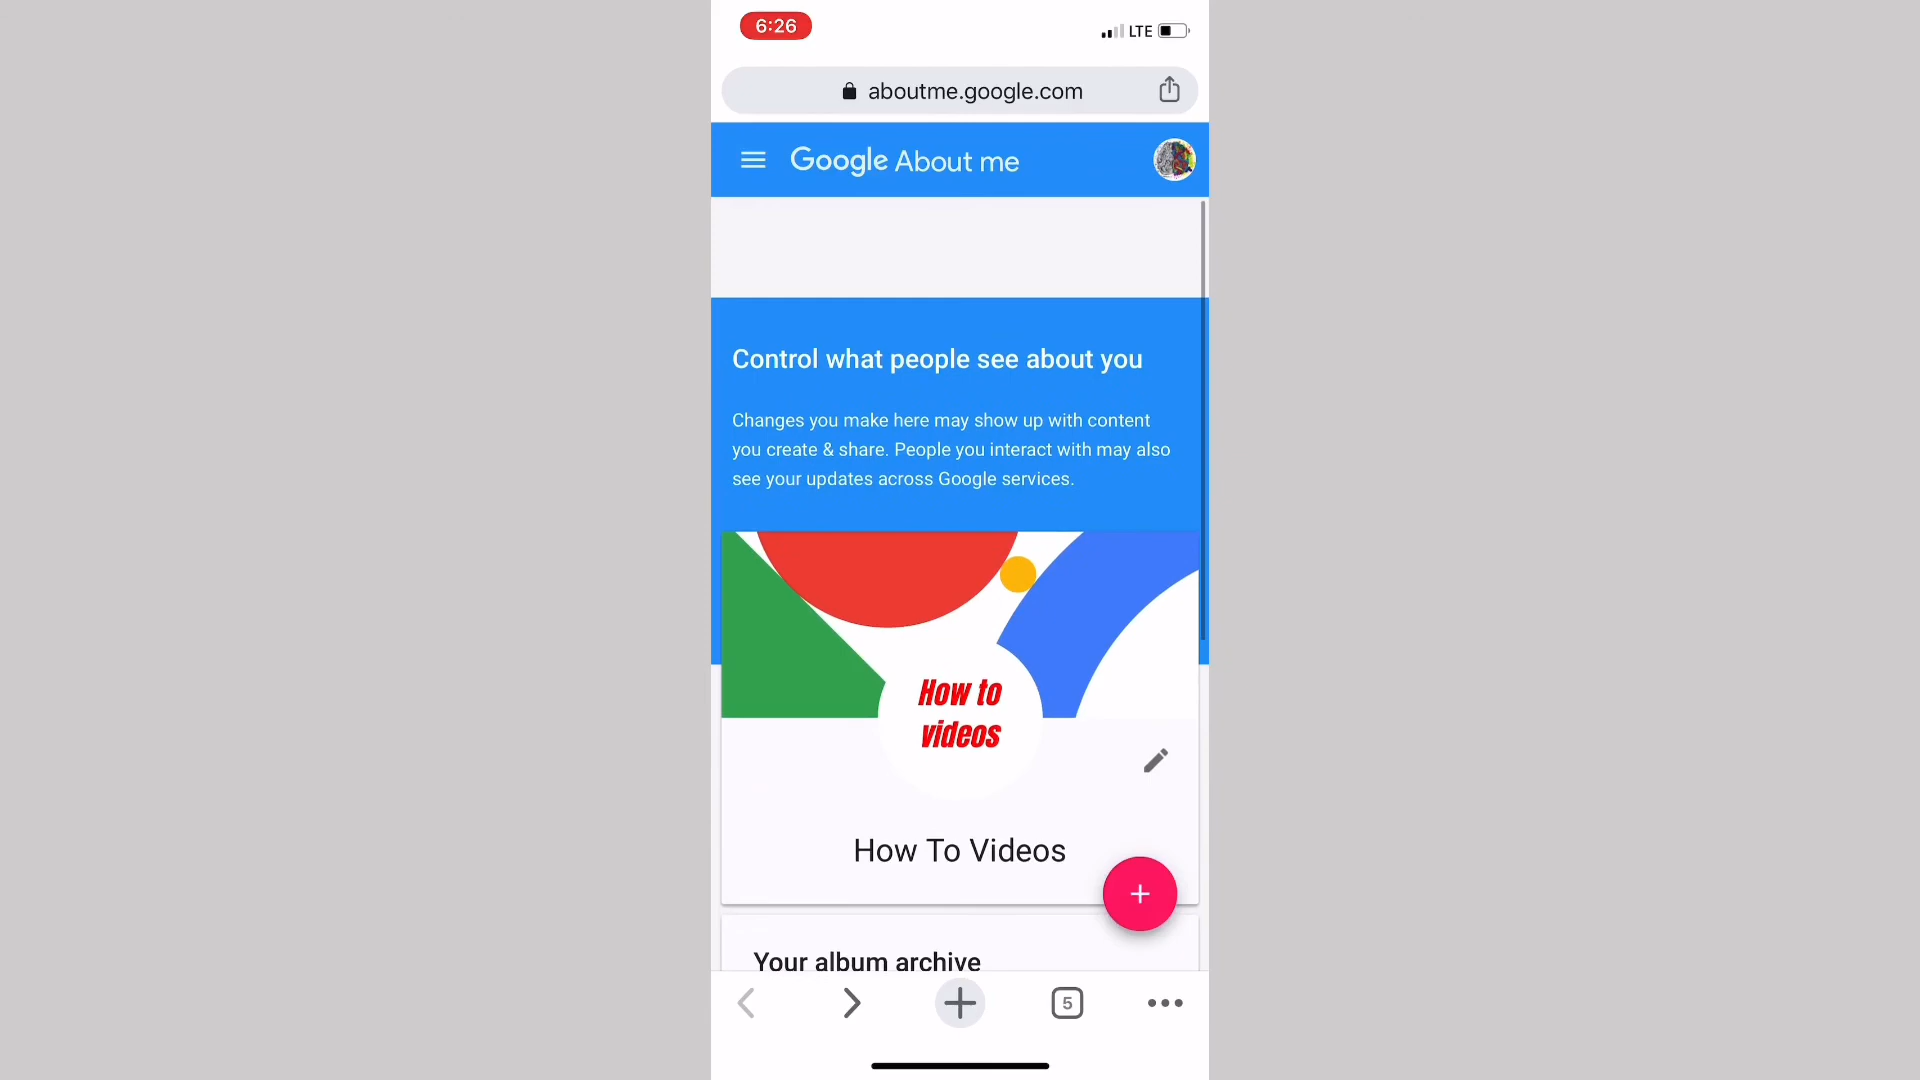 6:26
LTE
aboutme.google.com
Google About me
Control what people see about you
Changes you make here may show up with content
you create & share. People you interact with may also
see your updates across Google services.
How to
videos
How To Videos
+
Your album archive
5